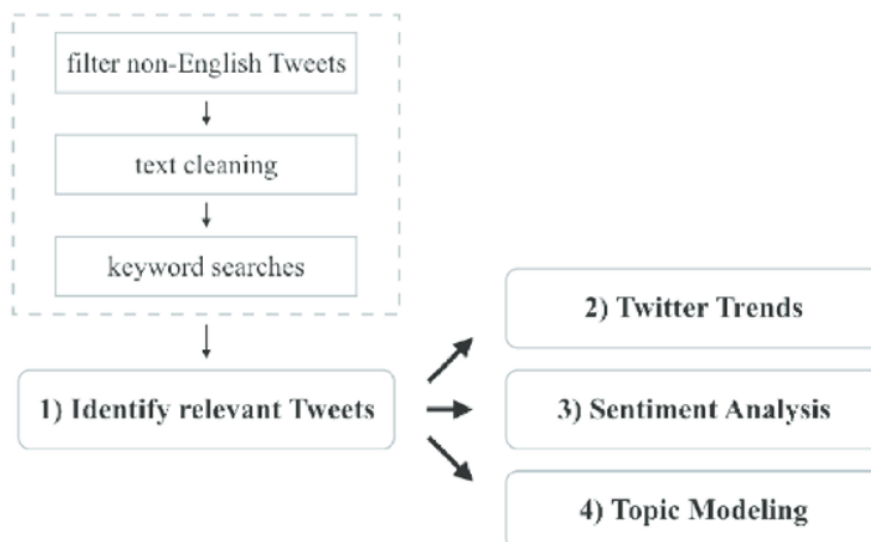 filter non-English Tweets
text cleaning
keyword searches
1) Identify relevant Tweets
2) Twitter Trends
3) Sentiment Analysis
4) Topic Modeling